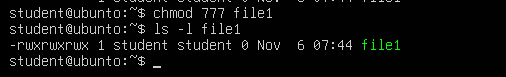 student@ubunto:~$ chmod 777 file1
student@ubunto:~$ ls -l file1
-rwxrwxrwx 1 student student 0 Nov  6 07:44 file1
student@ubunto:~$ _